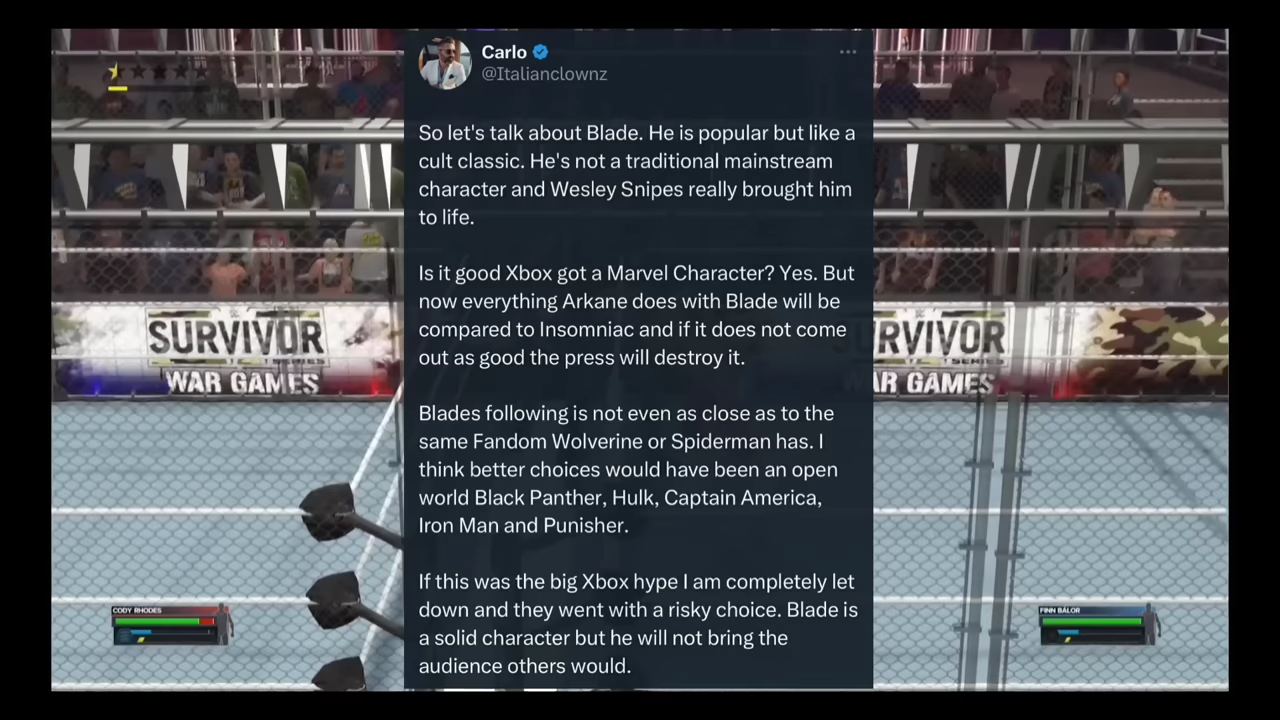 Carlo
@Italianclownz
So let's talk about Blade. He is popular but like a
cult classic. He's not a traditional mainstream
character and Wesley Snipes really brought him
to life.
Is it good Xbox got a Marvel Character? Yes. But
now everything Arkane does with Blade will be
compared to Insomniac and if it does not come
out as good the press will destroy it.
Blades following is not even as close as to the
same Fandom Wolverine or Spiderman has. I
think better choices would have been an open
world Black Panther, Hulk, Captain America,
Iron Man and Punisher.
If this was the big Xbox hype I am completely let
down and they went with a risky choice. Blade is
a solid character but he will not bring the
audience others would.
SURVIVOR
WAR GAMES
RVIVOR
SERIES
AR GAMES
CODY RHODES
FINN BÁLOR